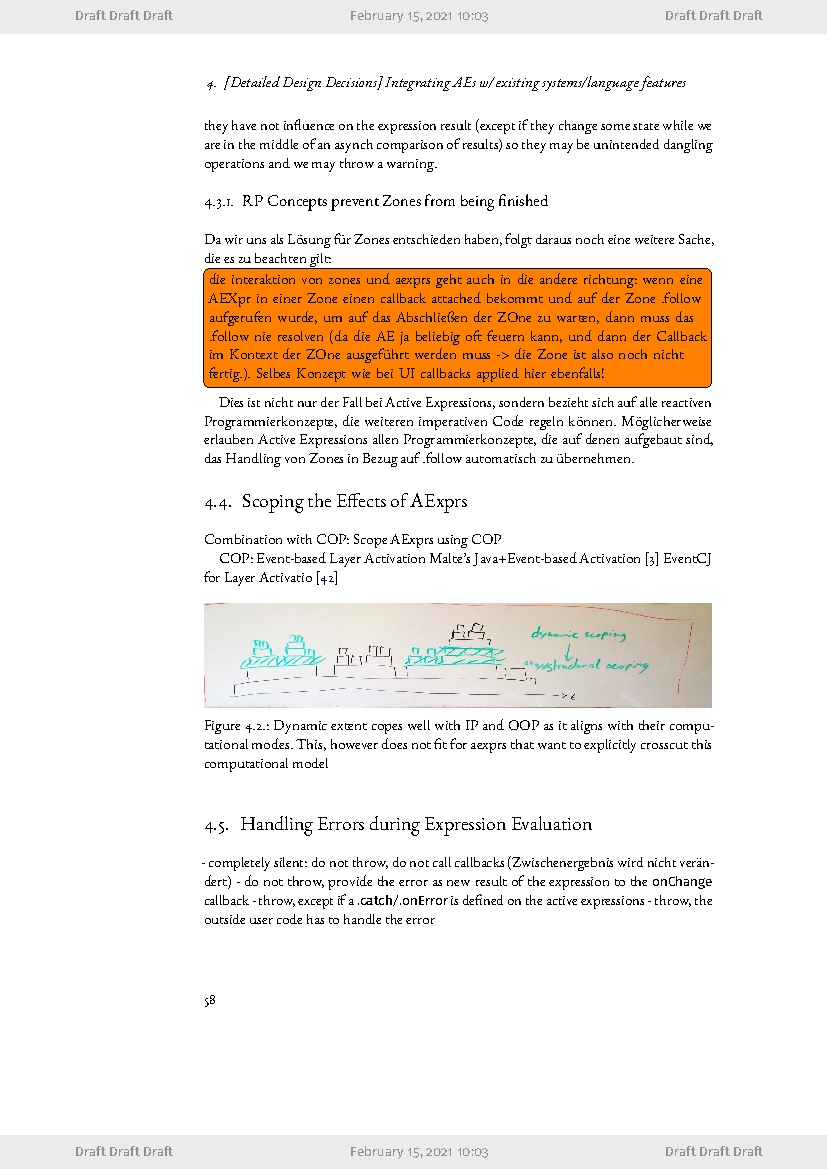 Draft Draft Draft February 15, 2021 10:03 Draft Draft Draft
4. [Detailed Design Decisions] Integrating AEs w/ existing systems/language features
they have not influence on the expression result (except if they change some state while we
are in the middle of an asynch comparison of results) so they may be unintended dangling
operations and we may throw a warning.
4.3.1. RP Concepts prevent Zones from being finished
Da wir uns als Lösung für Zones entschieden haben, folgt daraus noch eine weitere Sache,
die es zu beachten gilt:
die interaktion von zones und aexprs geht auch in die andere richtung: wenn eine
AEXpr in einer Zone einen callback attached bekommt und auf der Zone .follow
aufgerufen wurde, um auf das Abschließen der ZOne zu warten, dann muss das
.follow nie resolven (da die AE ja beliebig oft feuern kann, und dann der Callback
im Kontext der ZOne ausgeführt werden muss -> die Zone ist also noch nicht
fertig.). Selbes Konzept wie bei UI callbacks applied hier ebenfalls!
Dies ist nicht nur der Fall bei Active Expressions, sondern bezieht sich auf alle reactiven
Programmierkonzepte, die weiteren imperativen Code regeln können. Möglicherweise
erlauben Active Expressions allen Programmierkonzepte, die auf denen aufgebaut sind,
das Handling von Zones in Bezug auf .follow automatisch zu übernehmen.
4.4. Scoping the Effects of AExprs
Combination with COP: Scope AExprs using COP
COP: Event-based Layer Activation Malte's Java+Event-based Activation [3] EventCJ
for Layer Activatio [42]
dynamic scoping
structural scoping
t
Figure 4.2.: Dynamic extent copes well with IP and OOP as it aligns with their compu-
tational modes. This, however does not fit for aexprs that want to explicitly crosscut this
computational model
4.5. Handling Errors during Expression Evaluation
- completely silent: do not throw, do not call callbacks (Zwischenergebnis wird nicht verän-
dert) - do not throw, provide the error as new result of the expression to the onChange
callback - throw, except if a .catch/.onError is defined on the active expressions - throw, the
outside user code has to handle the error
58
Draft Draft Draft February 15, 2021 10:03 Draft Draft Draft